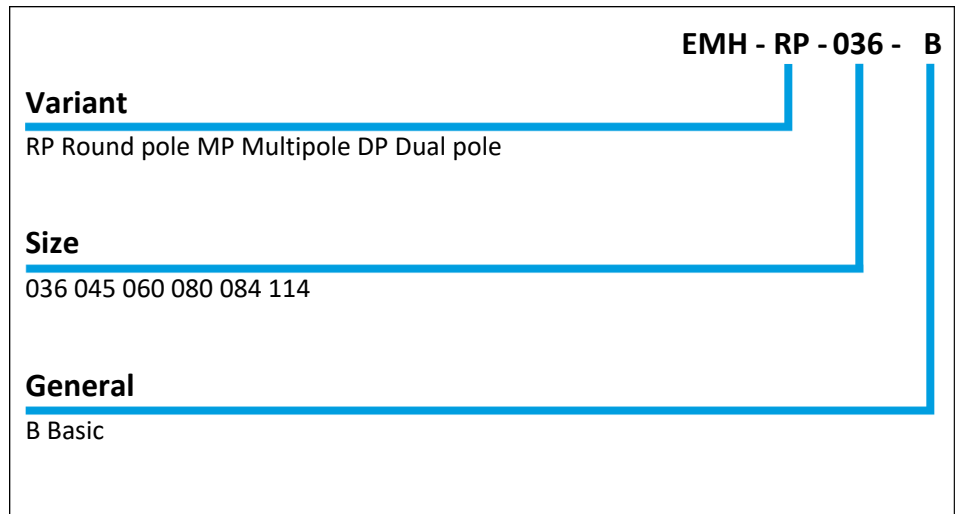 EMH - RP - 036 - B
Variant
RP Round pole MP Multipole DP Dual pole
Size
036 045 060 080 084 114
General
B Basic